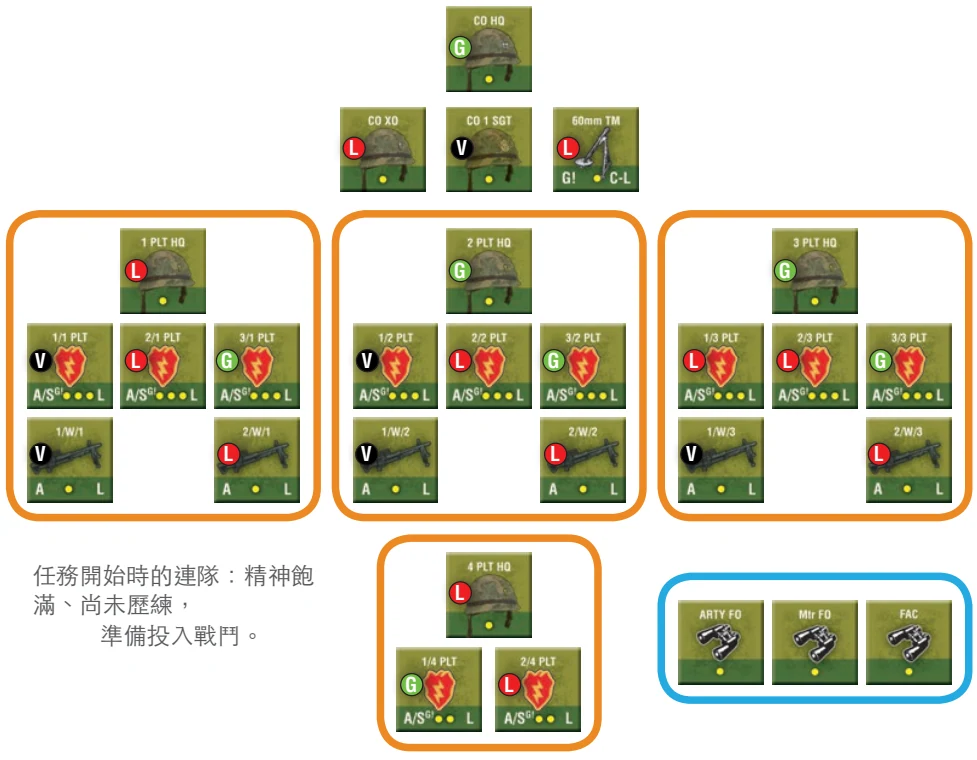 CO HQ
G
CO XO
L
CO 1 SGT
V
60mm TM
L
G! C-L
1 PLT HQ
L
1/1 PLT
V
A/S G! L
2/1 PLT
L
A/S G! L
3/1 PLT
G
A/S G! L
1/W/1
V
A L
2/W/1
L
A L
2 PLT HQ
G
1/2 PLT
V
A/S G! L
2/2 PLT
L
A/S G! L
3/2 PLT
G
A/S G! L
1/W/2
V
A L
2/W/2
L
A L
3 PLT HQ
G
1/3 PLT
L
A/S G! L
2/3 PLT
L
A/S G! L
3/3 PLT
G
A/S G! L
1/W/3
V
A L
2/W/3
L
A L
任務開始時的連隊：精神飽
滿、尚未歷練，
準備投入戰鬥。
4 PLT HQ
L
1/4 PLT
G
A/S G! L
2/4 PLT
L
A/S G! L
ARTY FO
Mtr FO
FAC